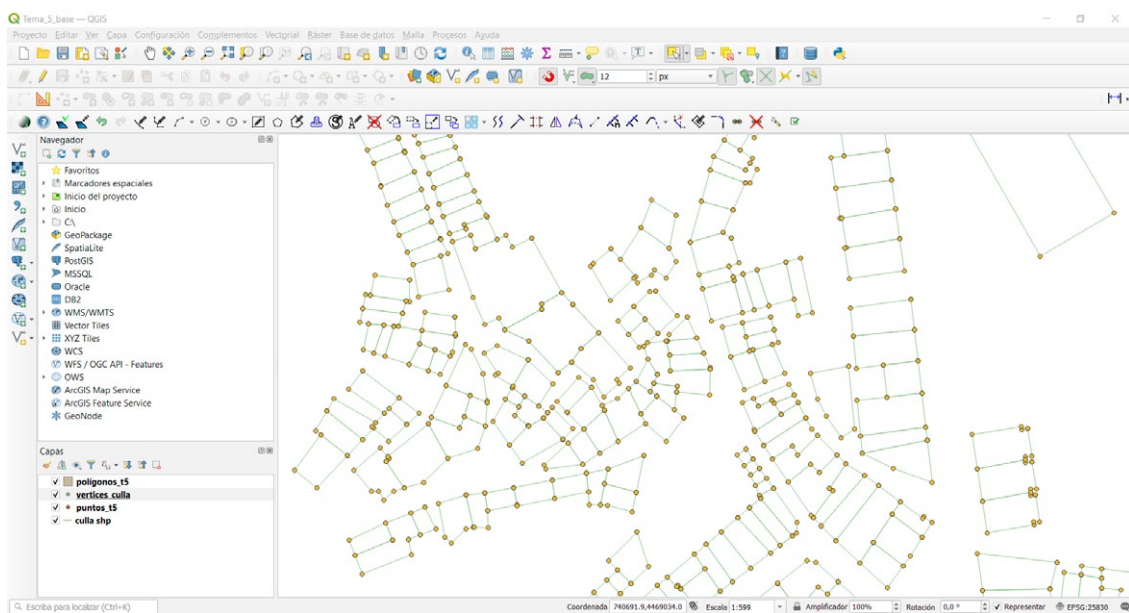 Tema_5_base — QGIS
Proyecto Editar Ver Capa Configuración Complementos Vectorial Ráster Base de datos Malla Procesos Ayuda
12 px
Navegador
Favoritos
Marcadores espaciales
Inicio del proyecto
Inicio
C:\
GeoPackage
SpatiaLite
PostGIS
MSSQL
Oracle
DB2
WMS/WMTS
Vector Tiles
XYZ Tiles
WCS
WFS / OGC API - Features
OWS
ArcGIS Map Service
ArcGIS Feature Service
GeoNode
Capas
polígonos_t5
vertices_culla
puntos_t5
culla shp
Escriba para localizar (Ctrl+K) Coordenada 740691.9,4469034.0 Escala 1:599 Amplificador 100% Rotación 0,0 ° Representar EPSG:25830